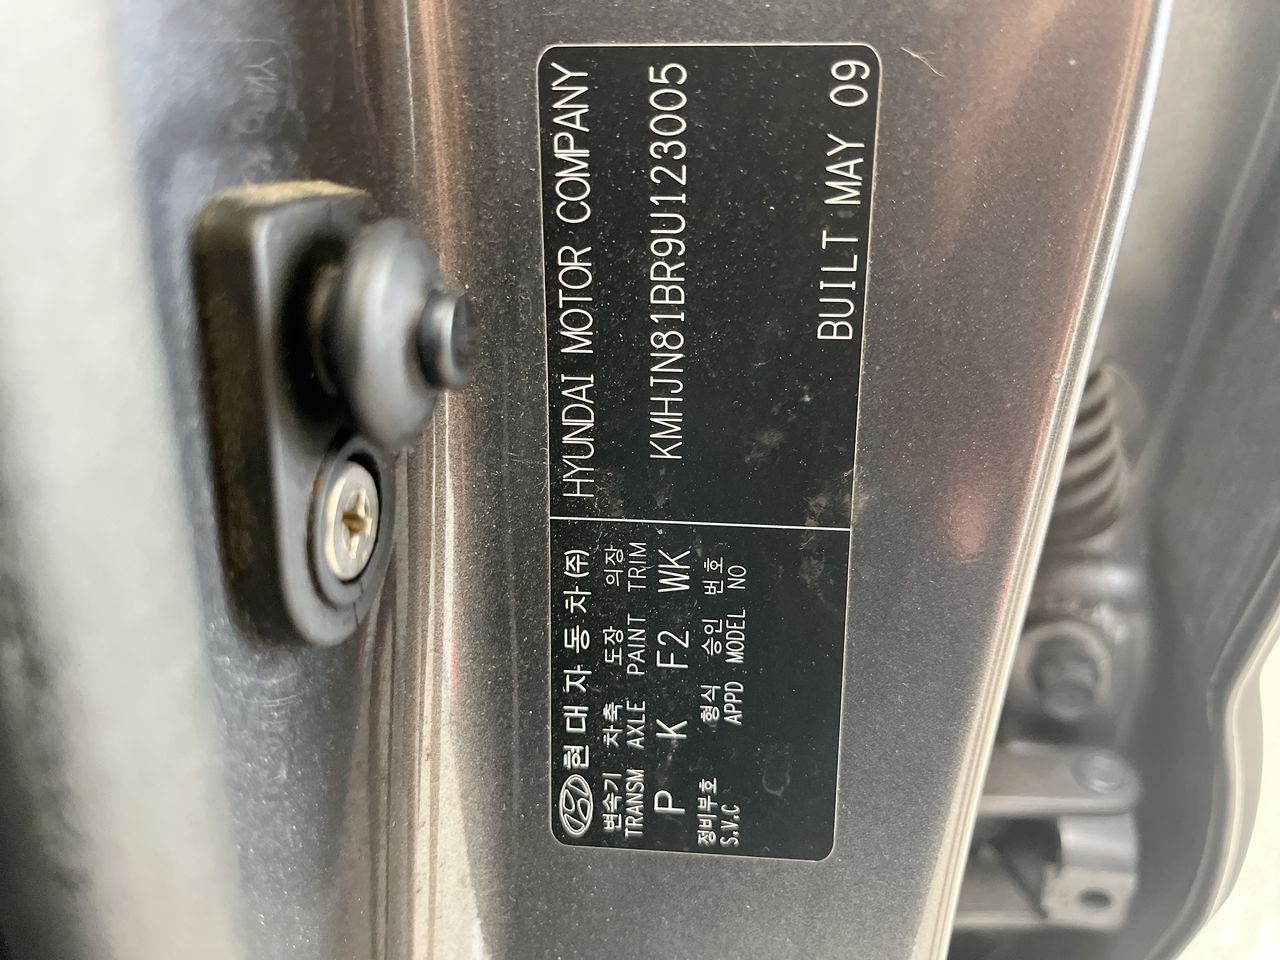 현대자동차(주)
변속기 차축 도장 의장
TRANSM AXLE PAINT TRIM
P K F2 WK
정비부호 형식 승인 번호
S.V.C APPD MODEL NO
HYUNDAI MOTOR COMPANY
KMHJN81BR9U123005
BUILT MAY 09